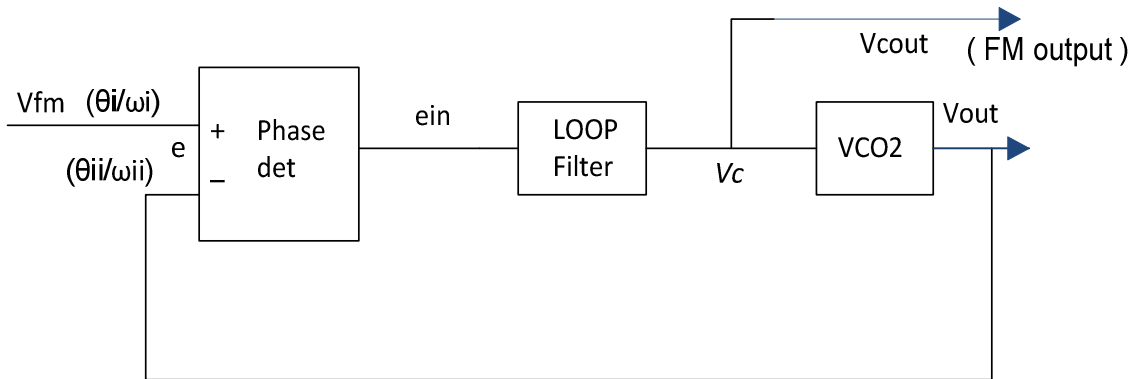 Vcout
( FM output )
Vfm (θi/ωi)
Vout
ein
+
Phase
det
LOOP
Filter
VCO2
e
(θii/ωii)
−
Vc